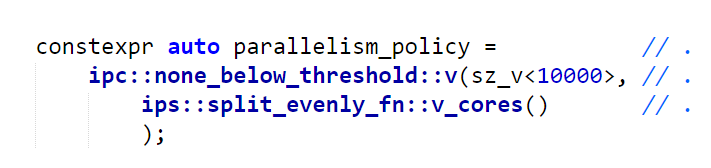 constexpr auto parallelism_policy = // .
ipc::none_below_threshold::v(sz_v<10000>, // .
ips::split_evenly_fn::v_cores() // .
);